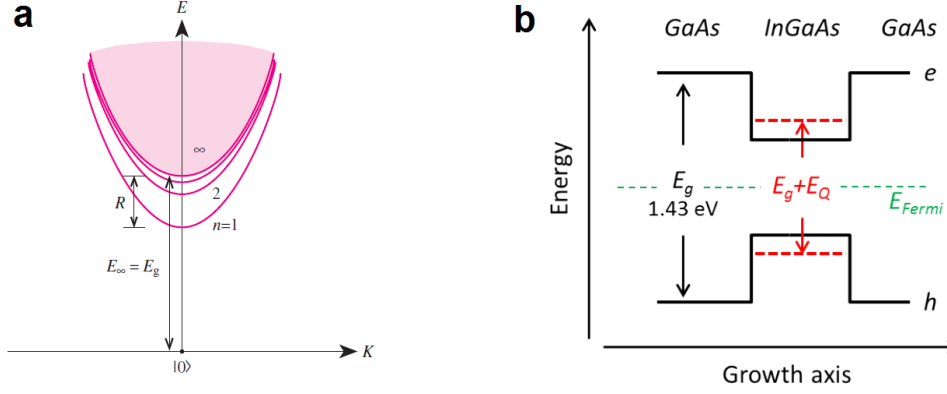 a
E
∞
2
R
n=1
E∞ = Eg
K
|0⟩
b
GaAs InGaAs GaAs
e
Energy
Eg
1.43 eV
Eg+EQ
EFermi
h
Growth axis